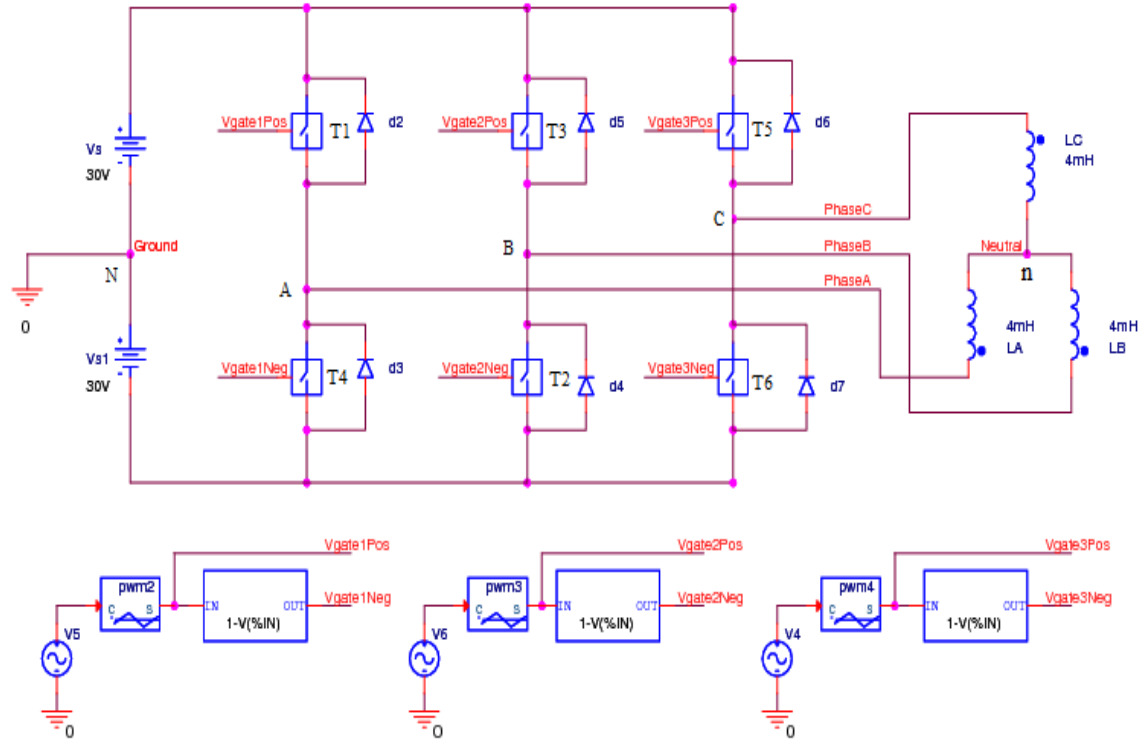 Vgate1Pos
T1
d2
Vgate2Pos
T3
d5
Vgate3Pos
T5
d6
Vs
30V
LC
4mH
C
PhaseC
Ground
N
B
PhaseB
Neutral
n
A
PhaseA
0
4mH
LA
4mH
LB
Vs1
30V
Vgate1Neg
T4
d3
Vgate2Neg
T2
d4
Vgate3Neg
T6
d7
Vgate1Pos
pwm2
C S
IN OUT
Vgate1Neg
1-V(%IN)
V5
0
Vgate2Pos
pwm3
C S
IN OUT
Vgate2Neg
1-V(%IN)
V6
0
Vgate3Pos
pwm4
C S
IN OUT
Vgate3Neg
1-V(%IN)
V4
0